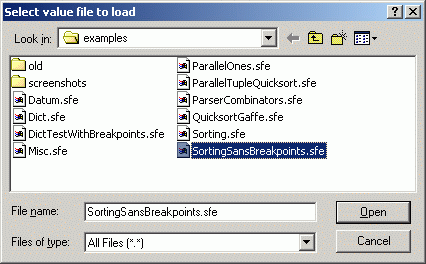 Select value file to load
Look in: examples
old
screenshots
Datum.sfe
Dict.sfe
DictTestWithBreakpoints.sfe
Misc.sfe
ParallelOnes.sfe
ParallelTupleQuicksort.sfe
ParserCombinators.sfe
QuicksortGaffe.sfe
Sorting.sfe
SortingSansBreakpoints.sfe
File name: SortingSansBreakpoints.sfe Open
Files of type: All Files (*.*) Cancel